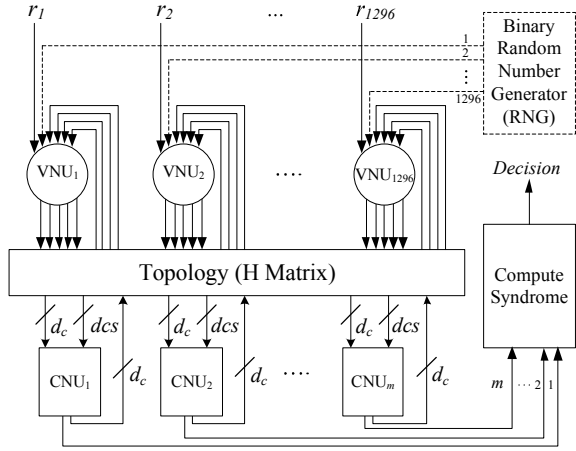 r1 r2 ... r1296
Binary
Random
Number
Generator
(RNG)
1
2
⋮
1296
VNU1 VNU2 .... VNU1296
Decision
Topology (H Matrix)
Compute
Syndrome
dc dcs dc dcs dc dcs
CNU1 dc CNU2 dc .... CNUm dc
m ... 2 1